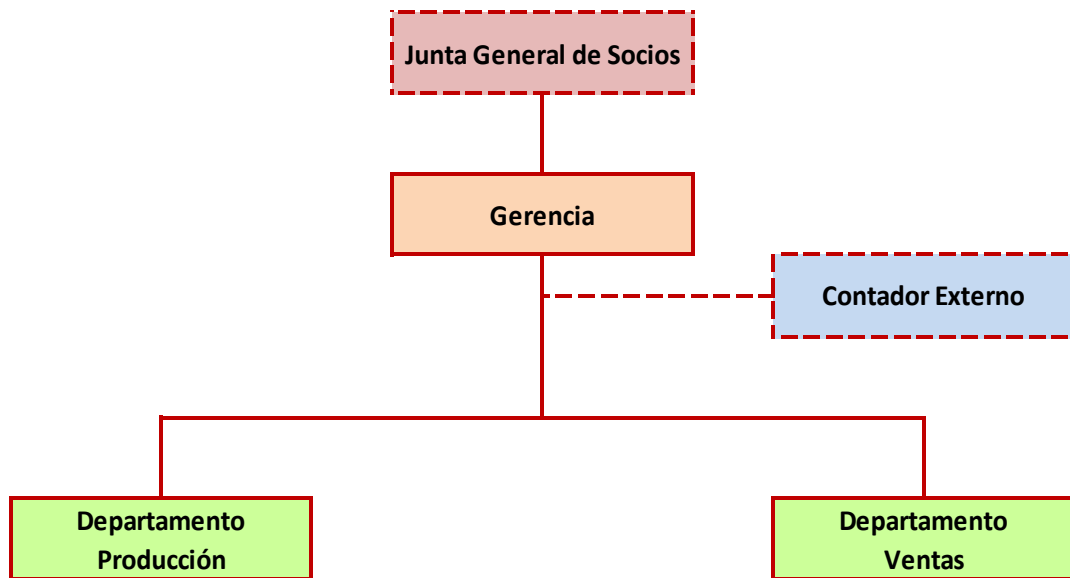 Junta General de Socios
Gerencia
Contador Externo
Departamento
Producción
Departamento
Ventas